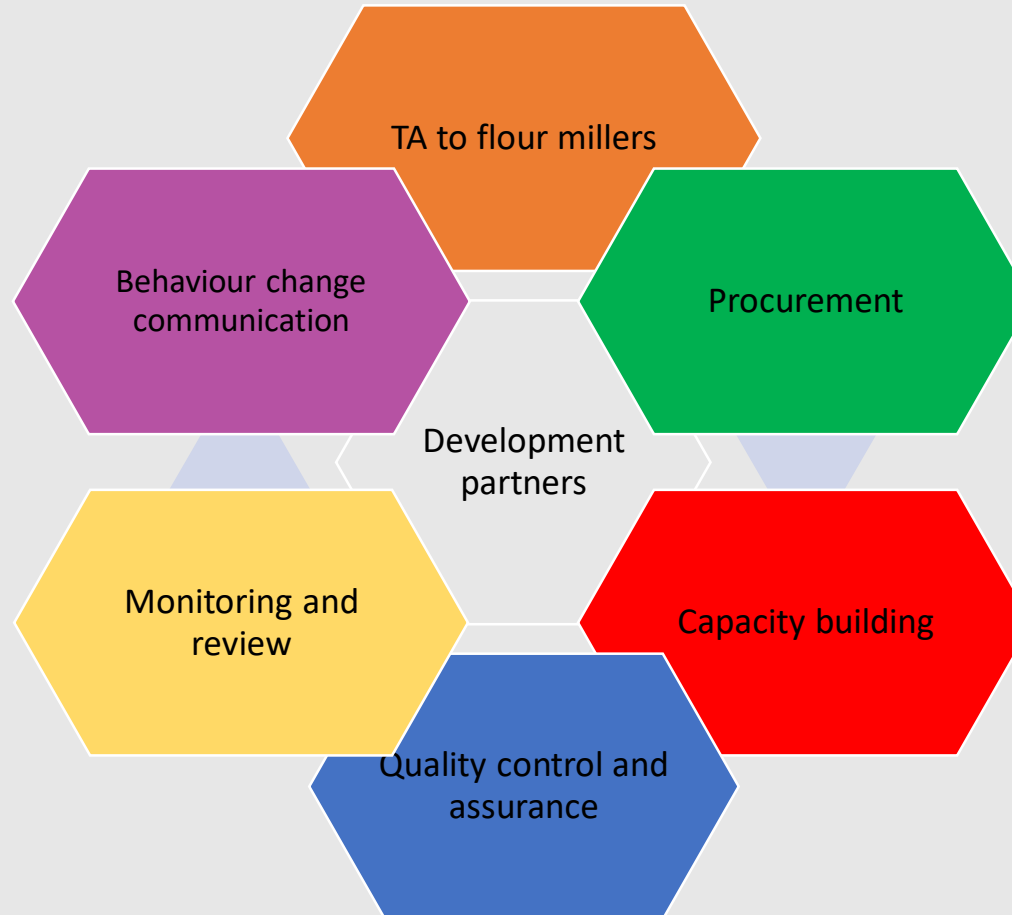 TA to flour millers
Behaviour change
communication
Procurement
Development
partners
Monitoring and
review
Capacity building
Quality control and
assurance